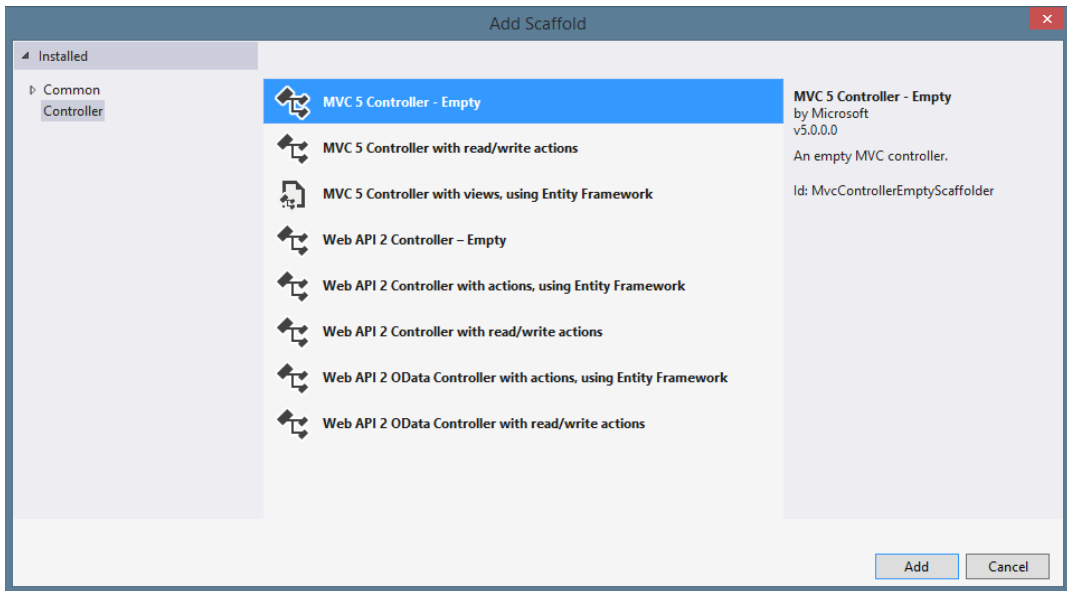 Add Scaffold
Installed
Common
Controller
MVC 5 Controller - Empty
MVC 5 Controller with read/write actions
MVC 5 Controller with views, using Entity Framework
Web API 2 Controller – Empty
Web API 2 Controller with actions, using Entity Framework
Web API 2 Controller with read/write actions
Web API 2 OData Controller with actions, using Entity Framework
Web API 2 OData Controller with read/write actions
MVC 5 Controller - Empty
by Microsoft
v5.0.0.0
An empty MVC controller.
Id: MvcControllerEmptyScaffolder
Add
Cancel